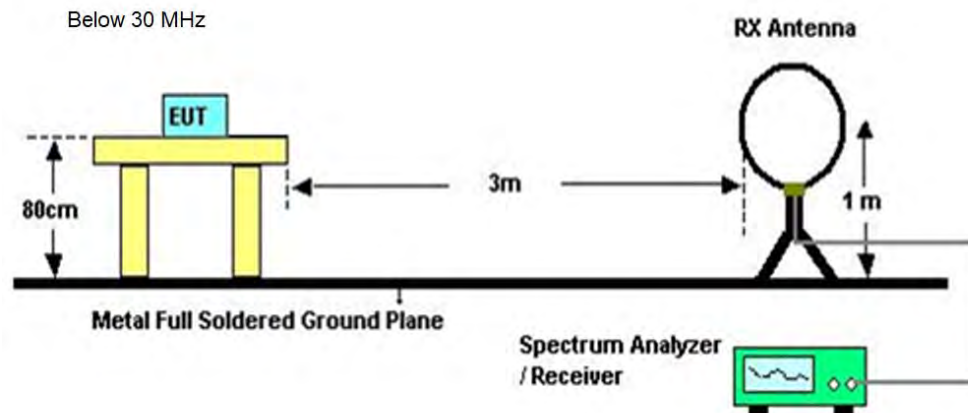 Below 30 MHz
RX Antenna
EUT
80cm
3m
1 m
Metal Full Soldered Ground Plane
Spectrum Analyzer
/ Receiver